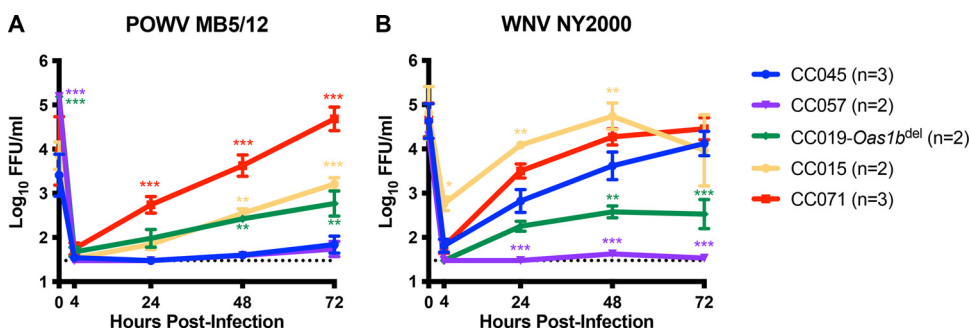 A
POWV MB5/12
Log10 FFU/ml
6
5
4
3
2
1
***
***
***
***
***
**
**
***
**
0 4 24 48 72
Hours Post-Infection
B
WNV NY2000
Log10 FFU/ml
6
5
4
3
2
1
*
**
***
**
**
***
***
***
0 4 24 48 72
Hours Post-Infection
CC045 (n=3)
CC057 (n=2)
CC019-Oas1bdel (n=2)
CC015 (n=2)
CC071 (n=3)